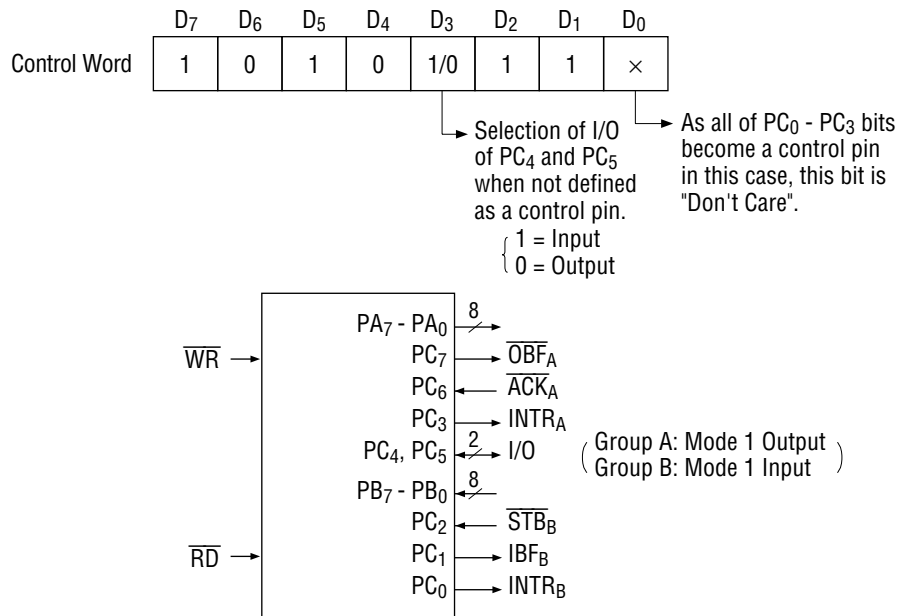 D7 D6 D5 D4 D3 D2 D1 D0
Control Word 1 0 1 0 1/0 1 1 ×
Selection of I/O
of PC4 and PC5
when not defined
as a control pin.
1 = Input
0 = Output
As all of PC0 - PC3 bits
become a control pin
in this case, this bit is
"Don't Care".
PA7 - PA0 8
WR PC7 OBFA
PC6 ACKA
PC3 INTRA
PC4, PC5 2 I/O
Group A: Mode 1 Output
Group B: Mode 1 Input
PB7 - PB0 8
PC2 STBB
RD PC1 IBFB
PC0 INTRB